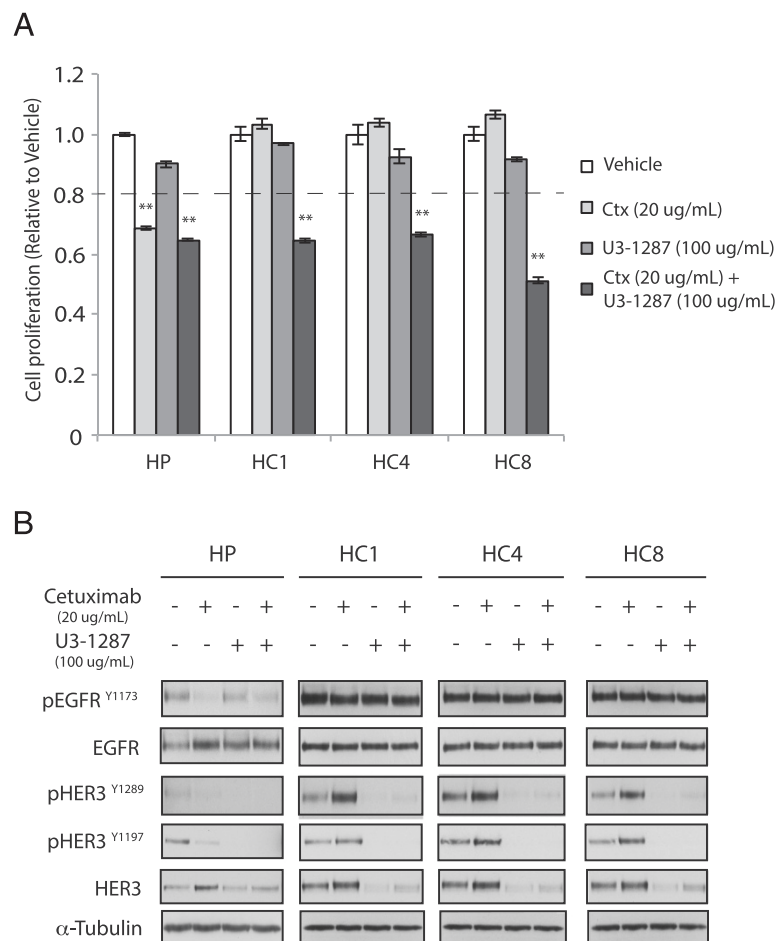 A
Cell proliferation (Relative to Vehicle)
1.2
1.0
0.8
0.6
0.4
0.2
0
** **
**
**
**
HP HC1 HC4 HC8
Vehicle
Ctx (20 ug/mL)
U3-1287 (100 ug/mL)
Ctx (20 ug/mL) +
U3-1287 (100 ug/mL)
B
HP HC1 HC4 HC8
Cetuximab - + - + - + - + - + - + - + - +
(20 ug/mL)
U3-1287 - - + + - - + + - - + + - - + +
(100 ug/mL)
pEGFR Y1173
EGFR
pHER3 Y1289
pHER3 Y1197
HER3
α-Tubulin